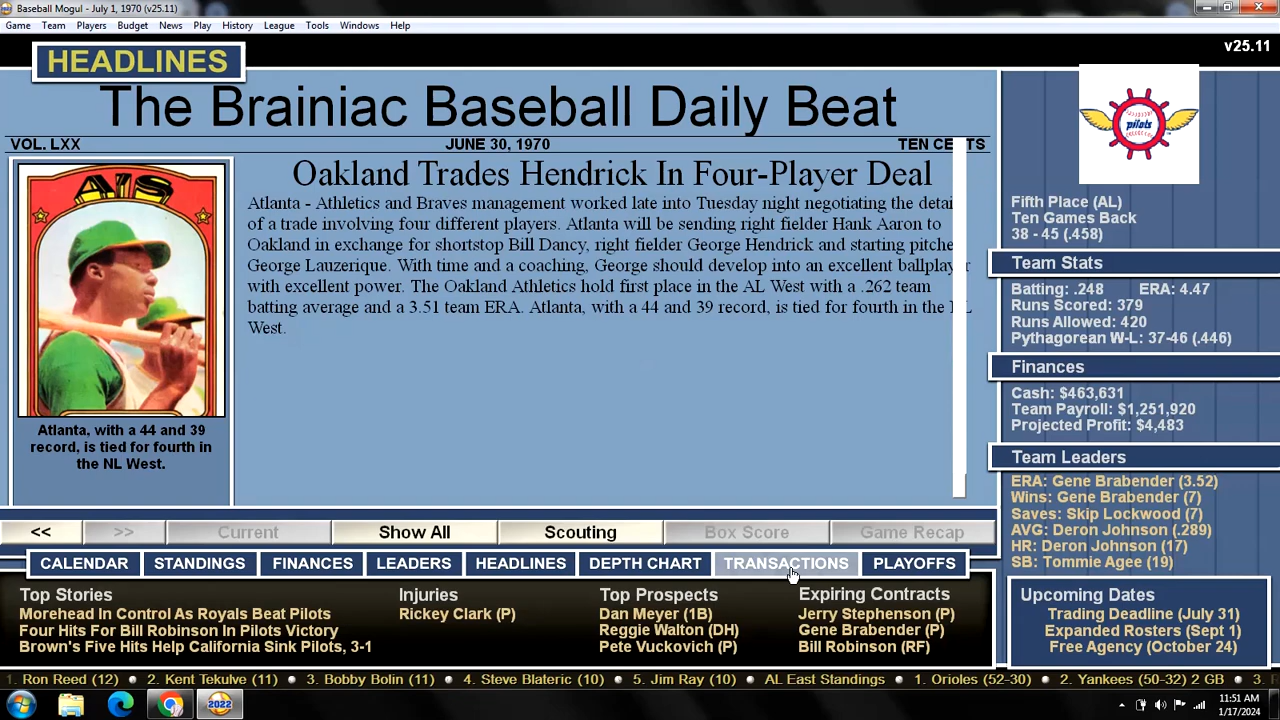 Baseball Mogul - July 1, 1970 (v25.11)
Game Team Players Budget News Play History League Tools Windows Help
HEADLINES
v25.11
The Brainiac Baseball Daily Beat
VOL. LXX JUNE 30, 1970 TEN CENTS
A'S
Oakland Trades Hendrick In Four-Player Deal
Atlanta - Athletics and Braves management worked late into Tuesday night negotiating the detai
of a trade involving four different players. Atlanta will be sending right fielder Hank Aaron to
Oakland in exchange for shortstop Bill Dancy, right fielder George Hendrick and starting pitche
George Lauzerique. With time and a coaching, George should develop into an excellent ballplayer
with excellent power. The Oakland Athletics hold first place in the AL West with a .262 team
batting average and a 3.51 team ERA. Atlanta, with a 44 and 39 record, is tied for fourth in the NL
West.
Atlanta, with a 44 and 39
record, is tied for fourth in
the NL West.
pilots
Fifth Place (AL)
Ten Games Back
38 - 45 (.458)
Team Stats
Batting: .248 ERA: 4.47
Runs Scored: 379
Runs Allowed: 420
Pythagorean W-L: 37-46 (.446)
Finances
Cash: $463,631
Team Payroll: $1,251,920
Projected Profit: $4,483
Team Leaders
ERA: Gene Brabender (3.52)
Wins: Gene Brabender (7)
Saves: Skip Lockwood (7)
AVG: Deron Johnson (.289)
HR: Deron Johnson (17)
SB: Tommie Agee (19)
<< >> Current Show All Scouting Box Score Game Recap
CALENDAR STANDINGS FINANCES LEADERS HEADLINES DEPTH CHART TRANSACTIONS PLAYOFFS
Top Stories
Morehead In Control As Royals Beat Pilots
Four Hits For Bill Robinson In Pilots Victory
Brown's Five Hits Help California Sink Pilots, 3-1
Injuries
Rickey Clark (P)
Top Prospects
Dan Meyer (1B)
Reggie Walton (DH)
Pete Vuckovich (P)
Expiring Contracts
Jerry Stephenson (P)
Gene Brabender (P)
Bill Robinson (RF)
Upcoming Dates
Trading Deadline (July 31)
Expanded Rosters (Sept 1)
Free Agency (October 24)
1. Ron Reed (12) 2. Kent Tekulve (11) 3. Bobby Bolin (11) 4. Steve Blateric (10) 5. Jim Ray (10) AL East Standings 1. Orioles (52-30) 2. Yankees (50-32) 2 GB 3.
2022
11:51 AM
1/17/2024